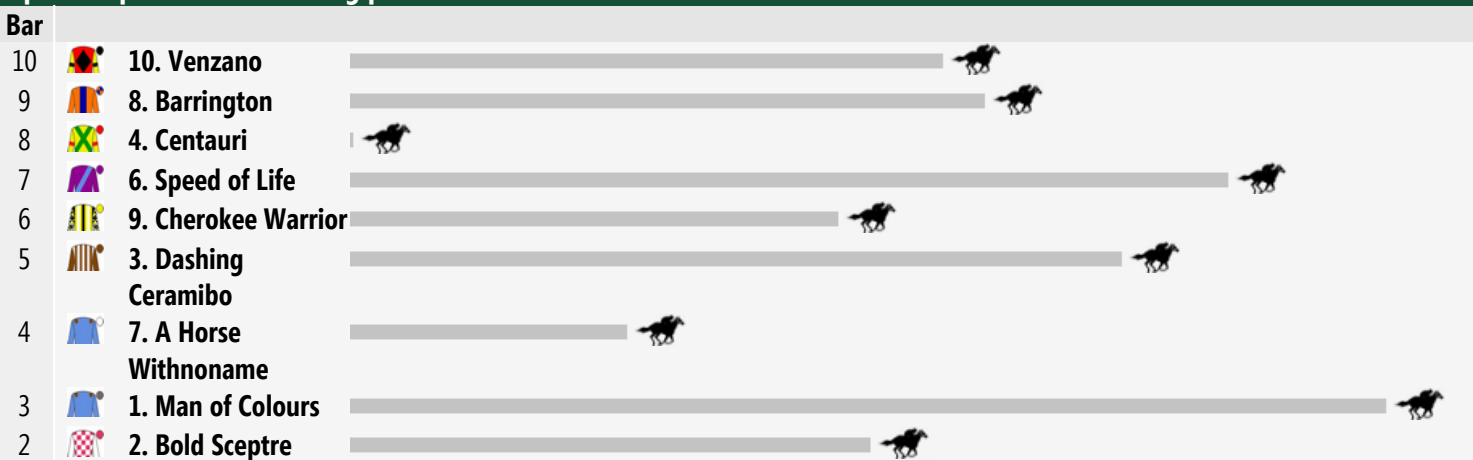 Bar
10 10. Venzano
9 8. Barrington
8 4. Centauri
7 6. Speed of Life
6 9. Cherokee Warrior
5 3. Dashing
Ceramibo
4 7. A Horse
Withnoname
3 1. Man of Colours
2 2. Bold Sceptre